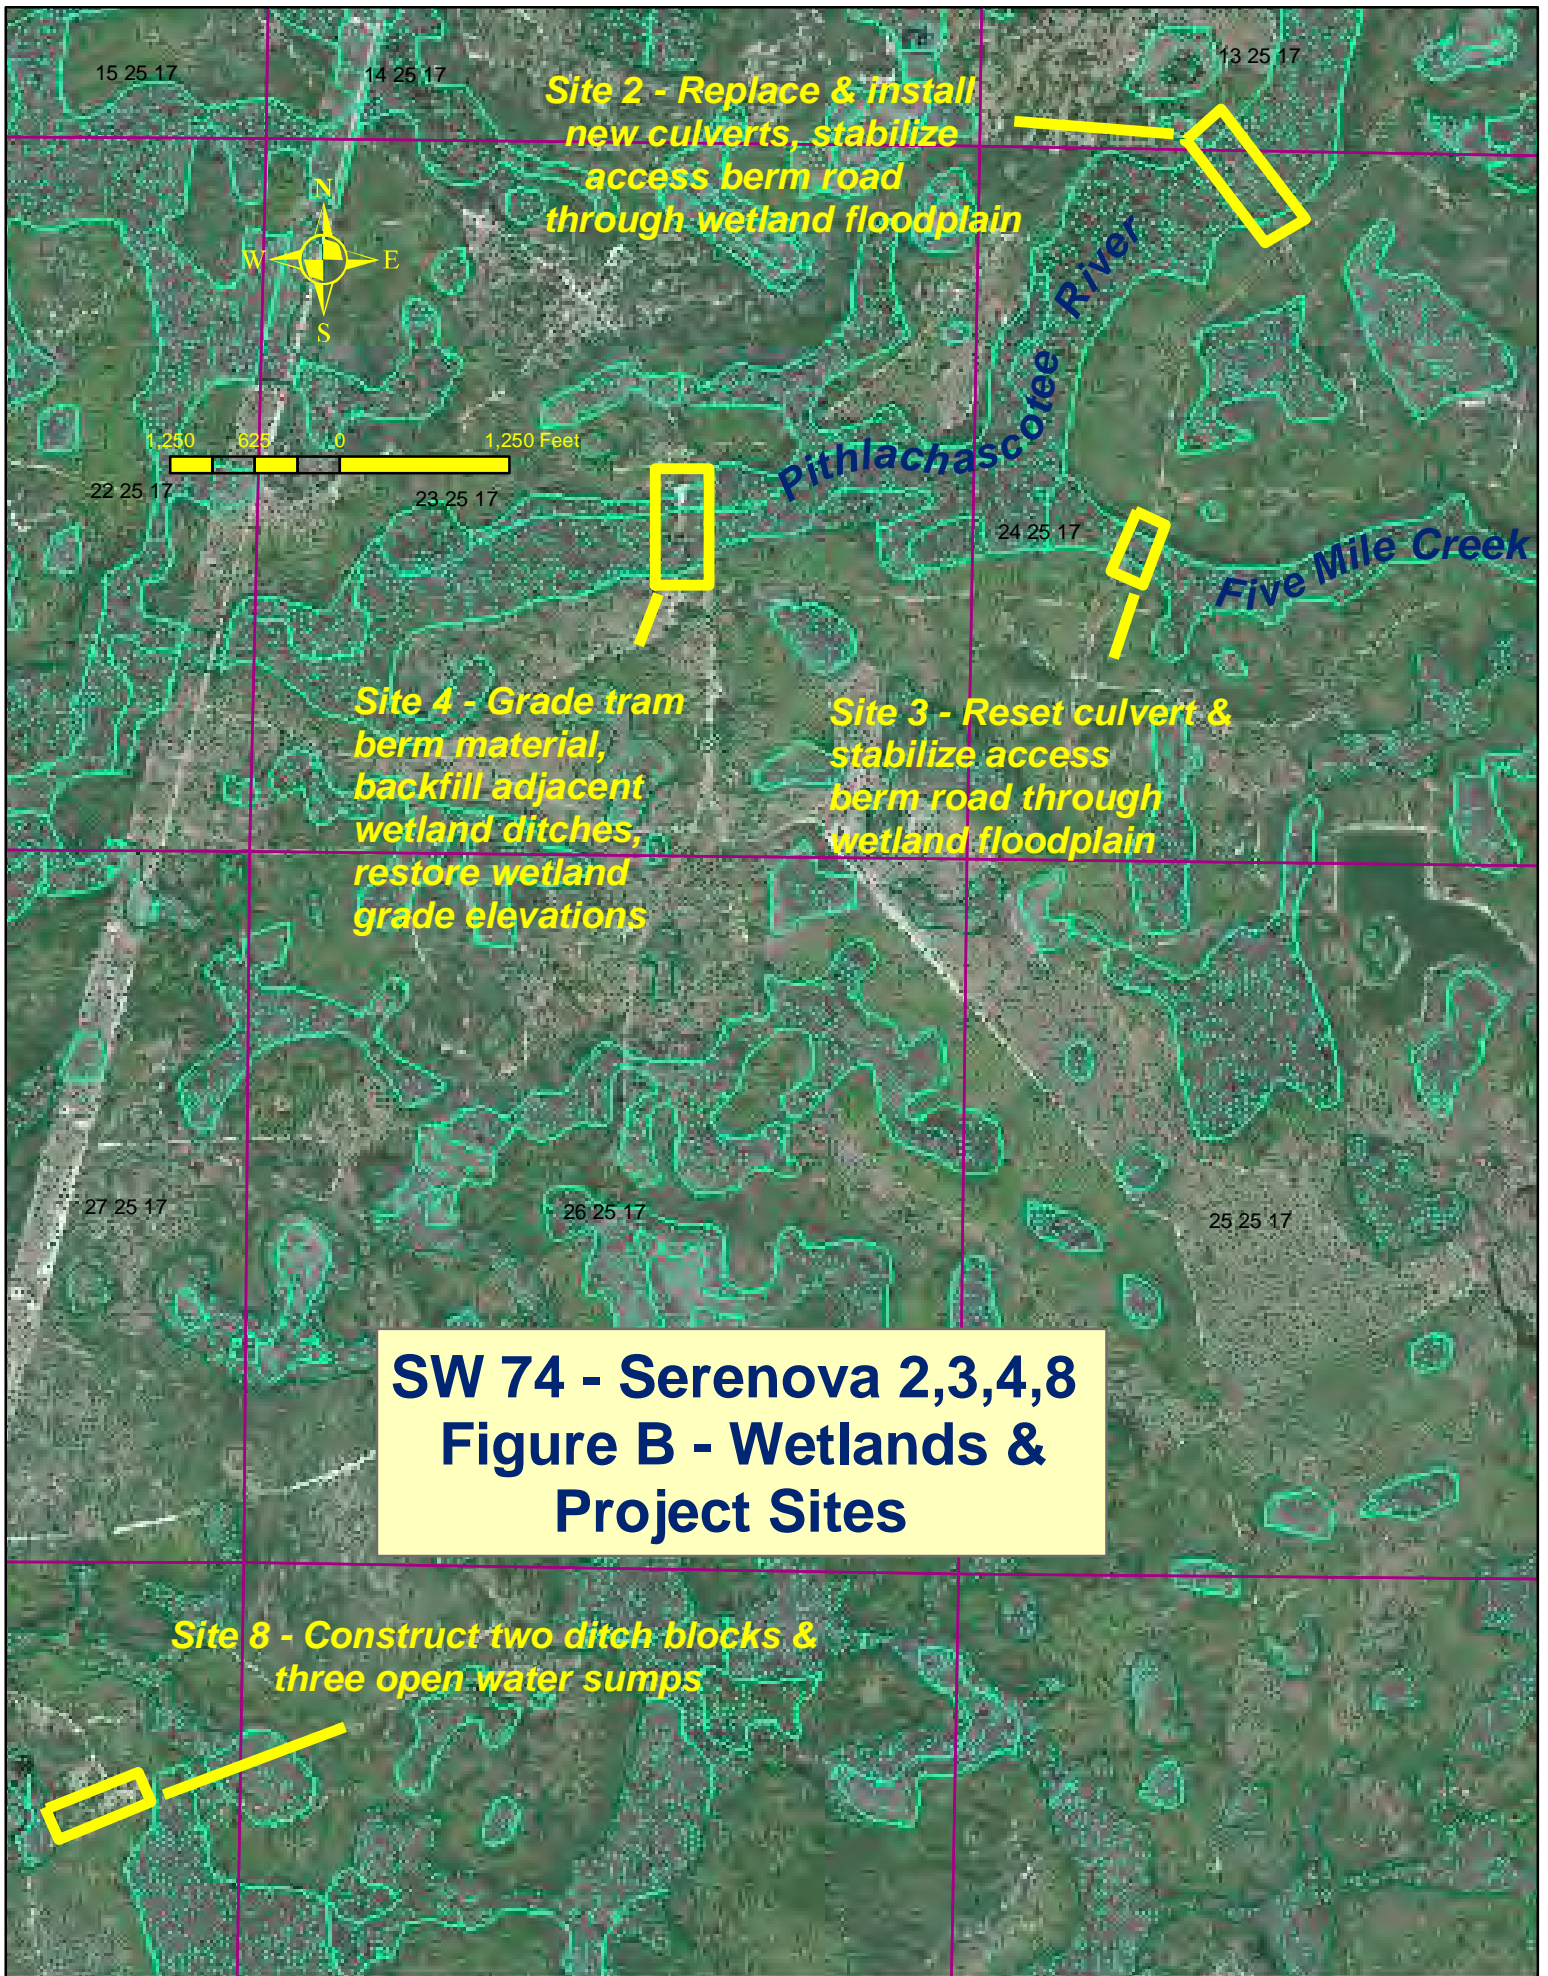 15 25 17
14 25 17
13 25 17
Site 2 - Replace & install
new culverts, stabilize
access berm road
through wetland floodplain
N
W
E
S
Pithlachascotee River
1,250 625 0 1,250 Feet
22 25 17
23 25 17
24 25 17
Five Mile Creek
Site 4 - Grade tram
berm material,
backfill adjacent
wetland ditches,
restore wetland
grade elevations
Site 3 - Reset culvert &
stabilize access
berm road through
wetland floodplain
27 25 17
26 25 17
25 25 17
SW 74 - Serenova 2,3,4,8
Figure B - Wetlands &
Project Sites
Site 8 - Construct two ditch blocks &
three open water sumps